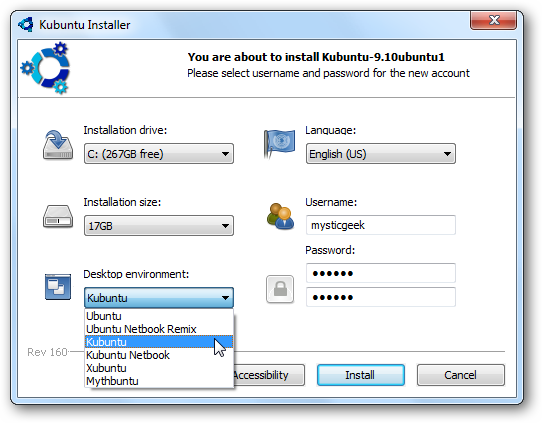 Kubuntu Installer
You are about to install Kubuntu-9.10ubuntu1
Please select username and password for the new account
Installation drive:
C: (267GB free)
Language:
English (US)
Installation size:
17GB
Username:
mysticgeek
Password:
●●●●●●
●●●●●●
Desktop environment:
Kubuntu
Ubuntu
Ubuntu Netbook Remix
Kubuntu
Kubuntu Netbook
Xubuntu
Mythbuntu
Rev 160
Accessibility
Install
Cancel